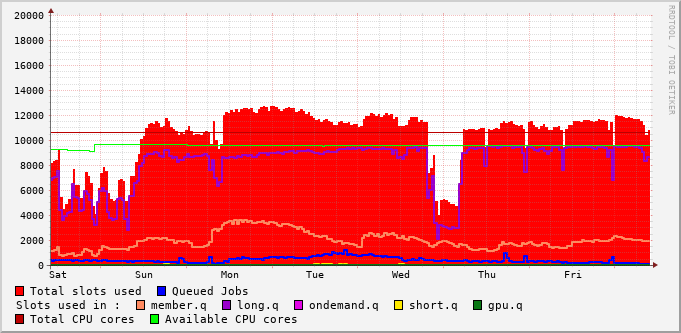 20000
18000
16000
14000
12000
10000
8000
6000
4000
2000
0
Sat Sun Mon Tue Wed Thu Fri
RRDTOOL / TOBI OETIKER
Total slots used Queued Jobs
Slots used in : member.q long.q ondemand.q short.q gpu.q
Total CPU cores Available CPU cores